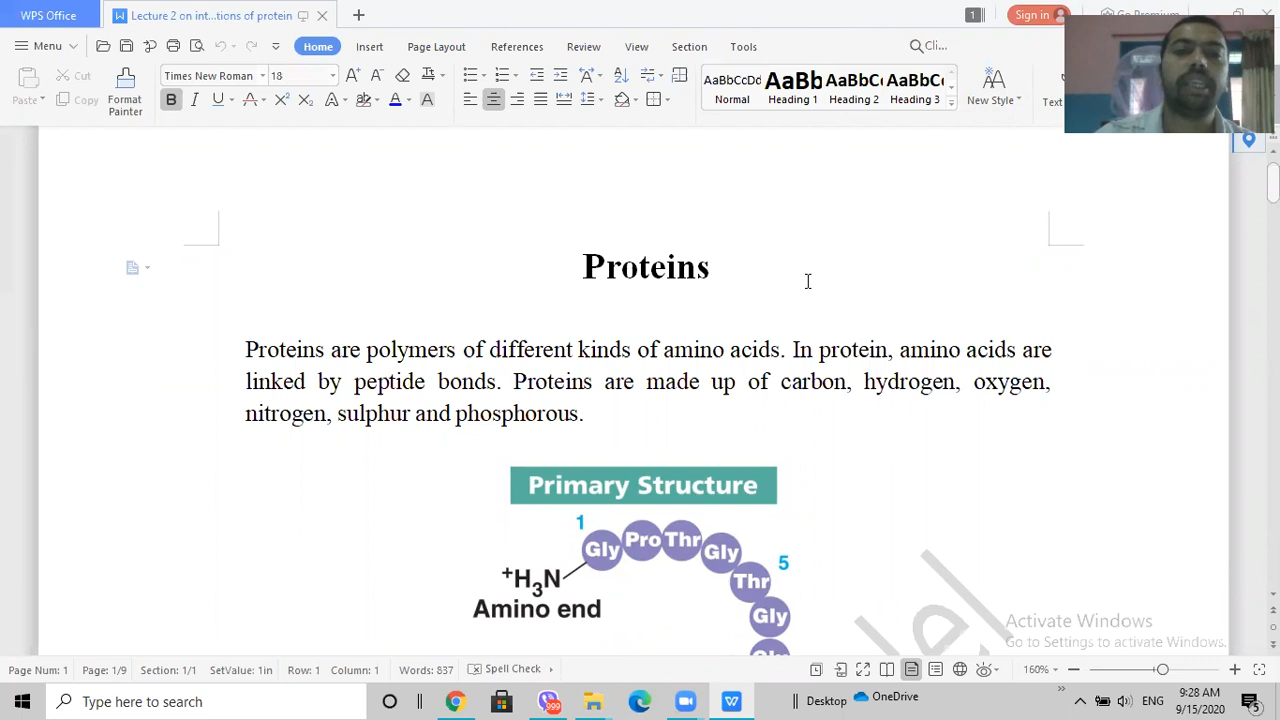 WPS Office
Lecture 2 on int...tions of protein
1
Sign in
Go Premium
Menu
Home
Insert
Page Layout
References
Review
View
Section
Tools
Cli...
Paste
Cut
Copy
Format
Painter
Times New Roman
18
AaBbCcDd
Normal
AaBb
Heading 1
AaBbC
Heading 2
AaBbC
Heading 3
New Style
Text
Proteins
Proteins are polymers of different kinds of amino acids. In protein, amino acids are
linked by peptide bonds. Proteins are made up of carbon, hydrogen, oxygen,
nitrogen, sulphur and phosphorous.
Primary Structure
1
Gly Pro Thr Gly
5
Thr
+H3N
Amino end
Gly
Activate Windows
Go to Settings to activate Windows.
Page Num: 1
Page: 1/9
Section: 1/1
SetValue: 1in
Row: 1
Column: 1
Words: 837
Spell Check
160%
Type here to search
999
Desktop
OneDrive
ENG
9:28 AM
9/15/2020
5